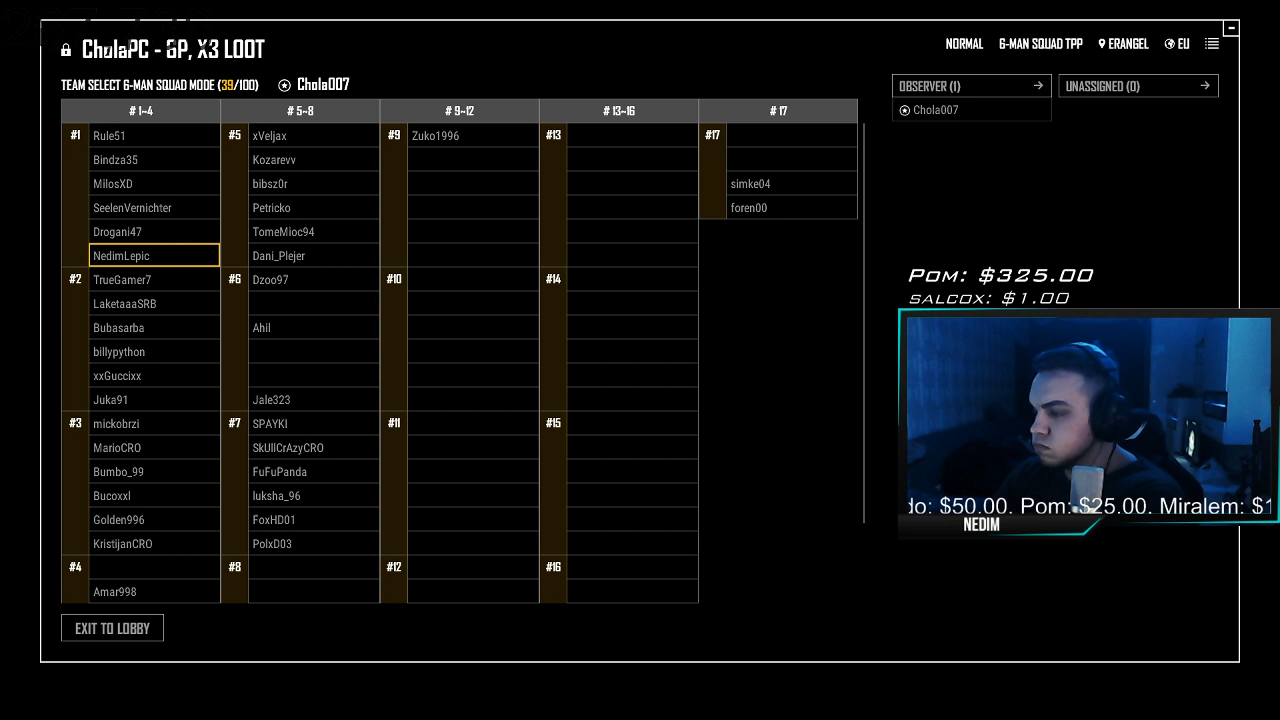 CholaPC - 6P, X3 LOOT
NORMAL 6-MAN SQUAD TPP ERANGEL EU
TEAM SELECT 6-MAN SQUAD MODE (39/100) Chola007
OBSERVER (1) UNASSIGNED (0)
Chola007
# 1~4 # 5~8 # 9~12 # 13~16 # 17
#1 Rule51
Bindza35
MilosXD
SeelenVernichter
Drogani47
NedimLepic
#2 TrueGamer7
LaketaaaSRB
Bubasarba
billypython
xxGuccixx
Juka91
#3 mickobrzi
MarioCRO
Bumbo_99
Bucoxxl
Golden996
KristijanCRO
#4
Amar998
#5 xVeljax
Kozarevv
bibsz0r
Petricko
TomeMioc94
Dani_Plejer
#6 Dzoo97
Ahil
Jale323
#7 SPAYKI
SkUllCrAzyCRO
FuFuPanda
luksha_96
FoxHD01
PolxD03
#8
#9 Zuko1996
#10
#11
#12
#13
#14
#15
#16
#17
simke04
foren00
POM: $325.00
SALCOX: $1.00
do: $50.00. Pom: $25.00. Miralem: $1
NEDIM
EXIT TO LOBBY